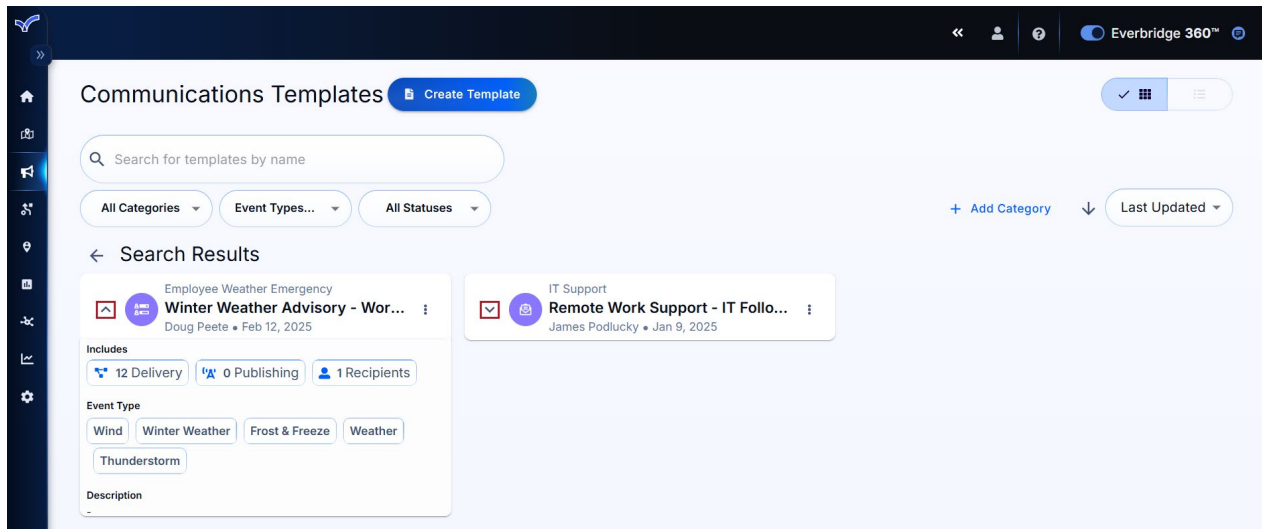 Everbridge 360™
Communications Templates
Create Template
Search for templates by name
All Categories
Event Types...
All Statuses
+ Add Category
Last Updated
Search Results
Employee Weather Emergency
Winter Weather Advisory - Wor...
Doug Peete • Feb 12, 2025
IT Support
Remote Work Support - IT Follo...
James Podlucky • Jan 9, 2025
Includes
12 Delivery
0 Publishing
1 Recipients
Event Type
Wind
Winter Weather
Frost & Freeze
Weather
Thunderstorm
Description
-